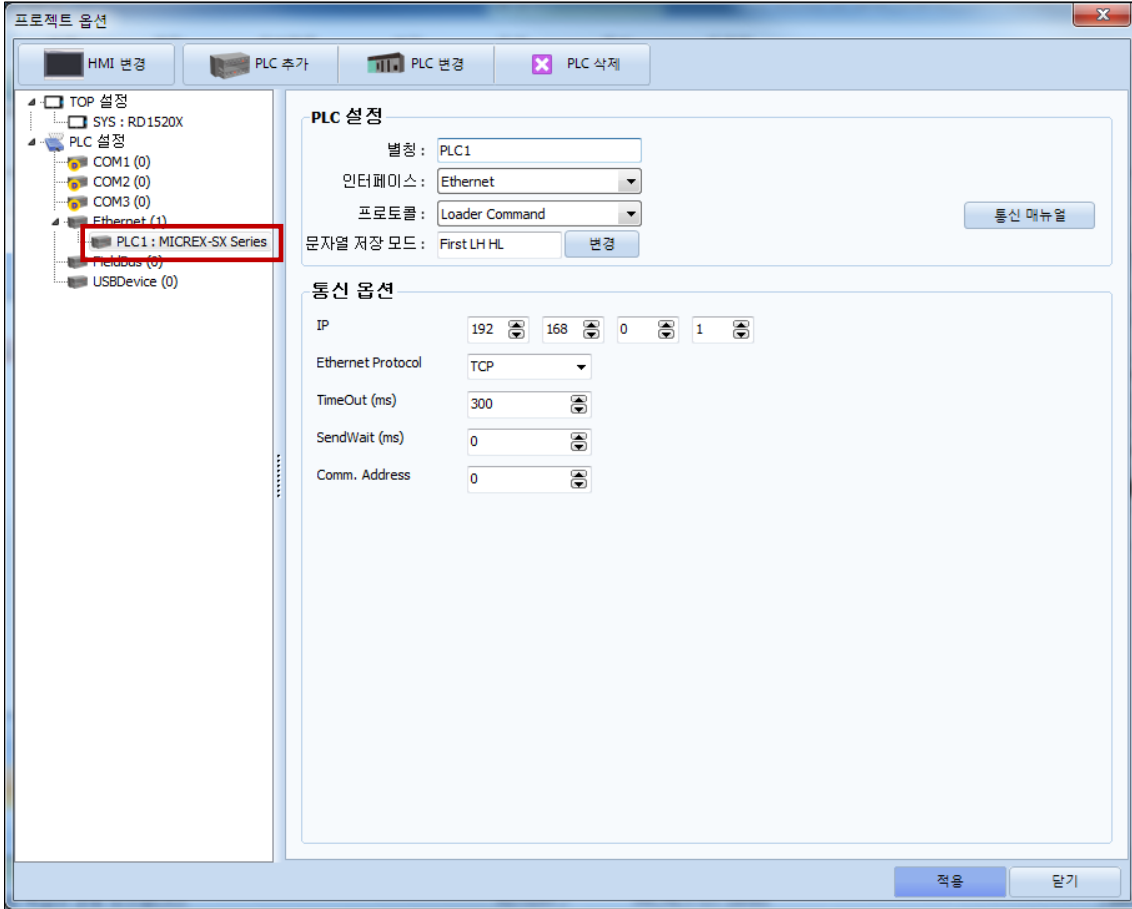 프로젝트 옵션
HMI 변경 PLC 추가 PLC 변경 PLC 삭제
TOP 설정
SYS : RD1520X
PLC 설정
COM1 (0)
COM2 (0)
COM3 (0)
Ethernet (1)
PLC1 : MICREX-SX Series
FieldBus (0)
USBDevice (0)
PLC 설정
별칭 : PLC1
인터페이스 : Ethernet
프로토콜 : Loader Command
통신 매뉴얼
문자열 저장 모드 : First LH HL 변경
통신 옵션
IP 192 168 0 1
Ethernet Protocol TCP
TimeOut (ms) 300
SendWait (ms) 0
Comm. Address 0
적용 닫기